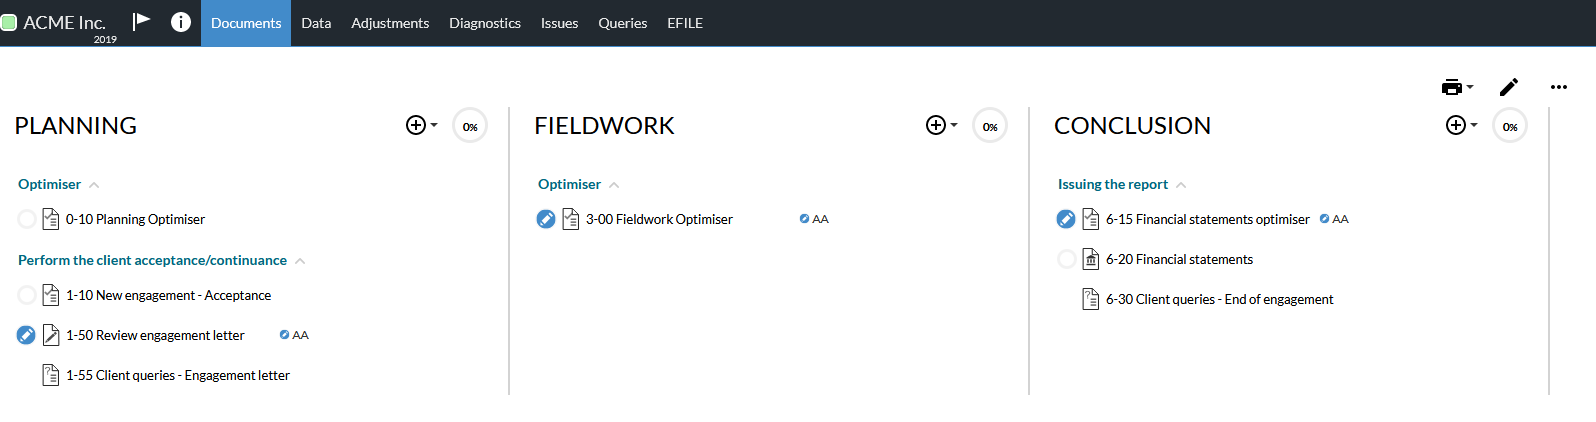 ACME Inc.
2019
Documents
Data
Adjustments
Diagnostics
Issues
Queries
EFILE
PLANNING
0%
Optimiser
0-10 Planning Optimiser
Perform the client acceptance/continuance
1-10 New engagement - Acceptance
1-50 Review engagement letter AA
1-55 Client queries - Engagement letter
FIELDWORK
0%
Optimiser
3-00 Fieldwork Optimiser AA
CONCLUSION
0%
Issuing the report
6-15 Financial statements optimiser AA
6-20 Financial statements
6-30 Client queries - End of engagement